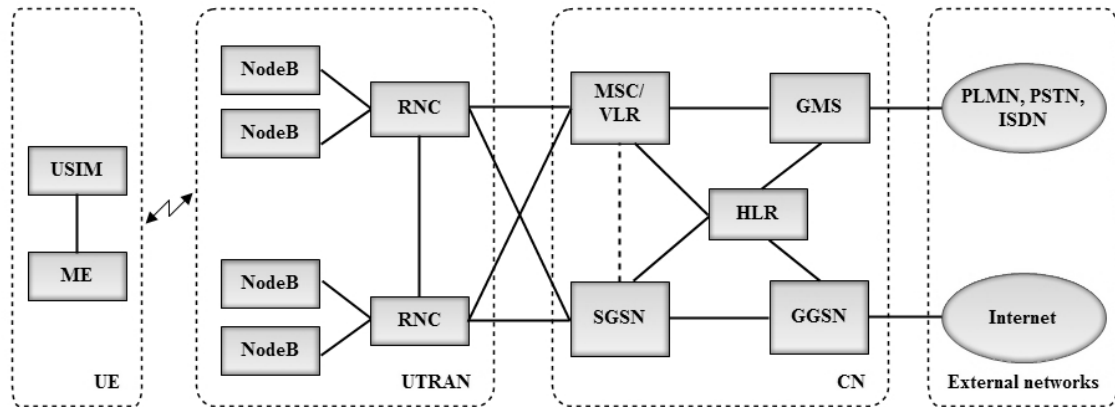 USIM
ME
UE
NodeB
NodeB
RNC
NodeB
NodeB
RNC
UTRAN
MSC/
VLR
GMS
HLR
SGSN
GGSN
CN
PLMN, PSTN,
ISDN
Internet
External networks